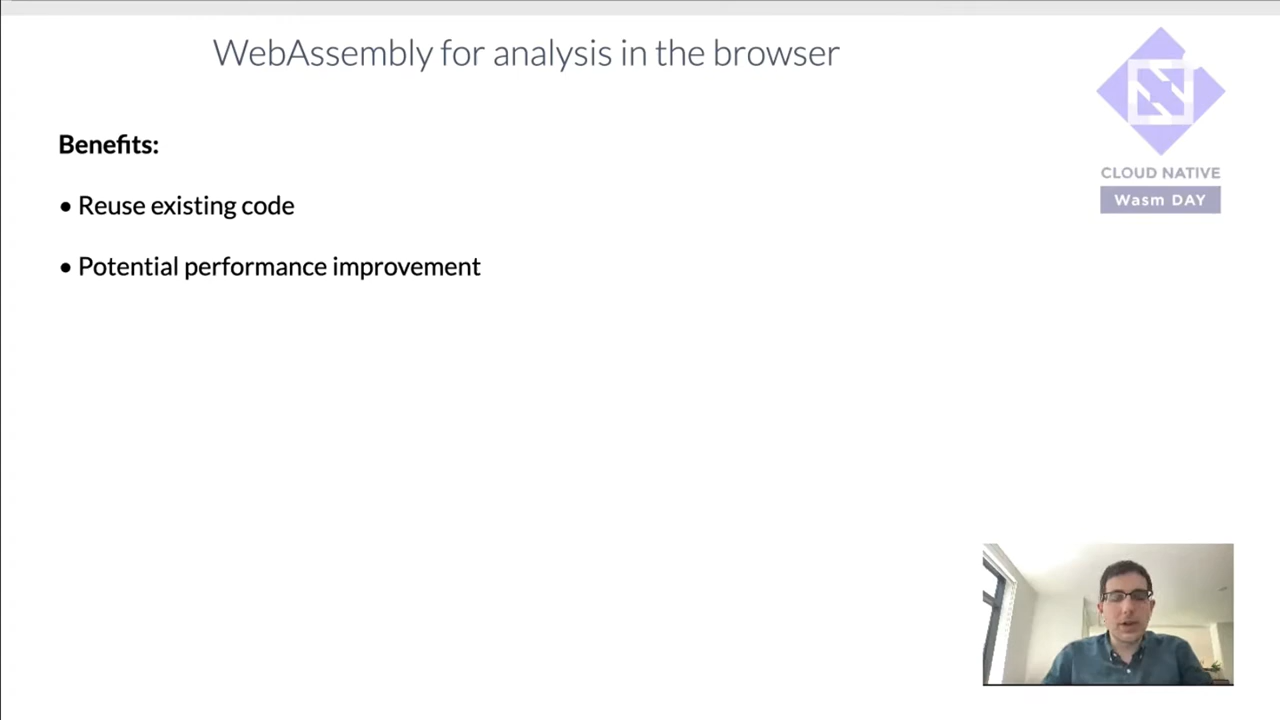 WebAssembly for analysis in the browser
Benefits:
• Reuse existing code
• Potential performance improvement
CLOUD NATIVE
Wasm DAY